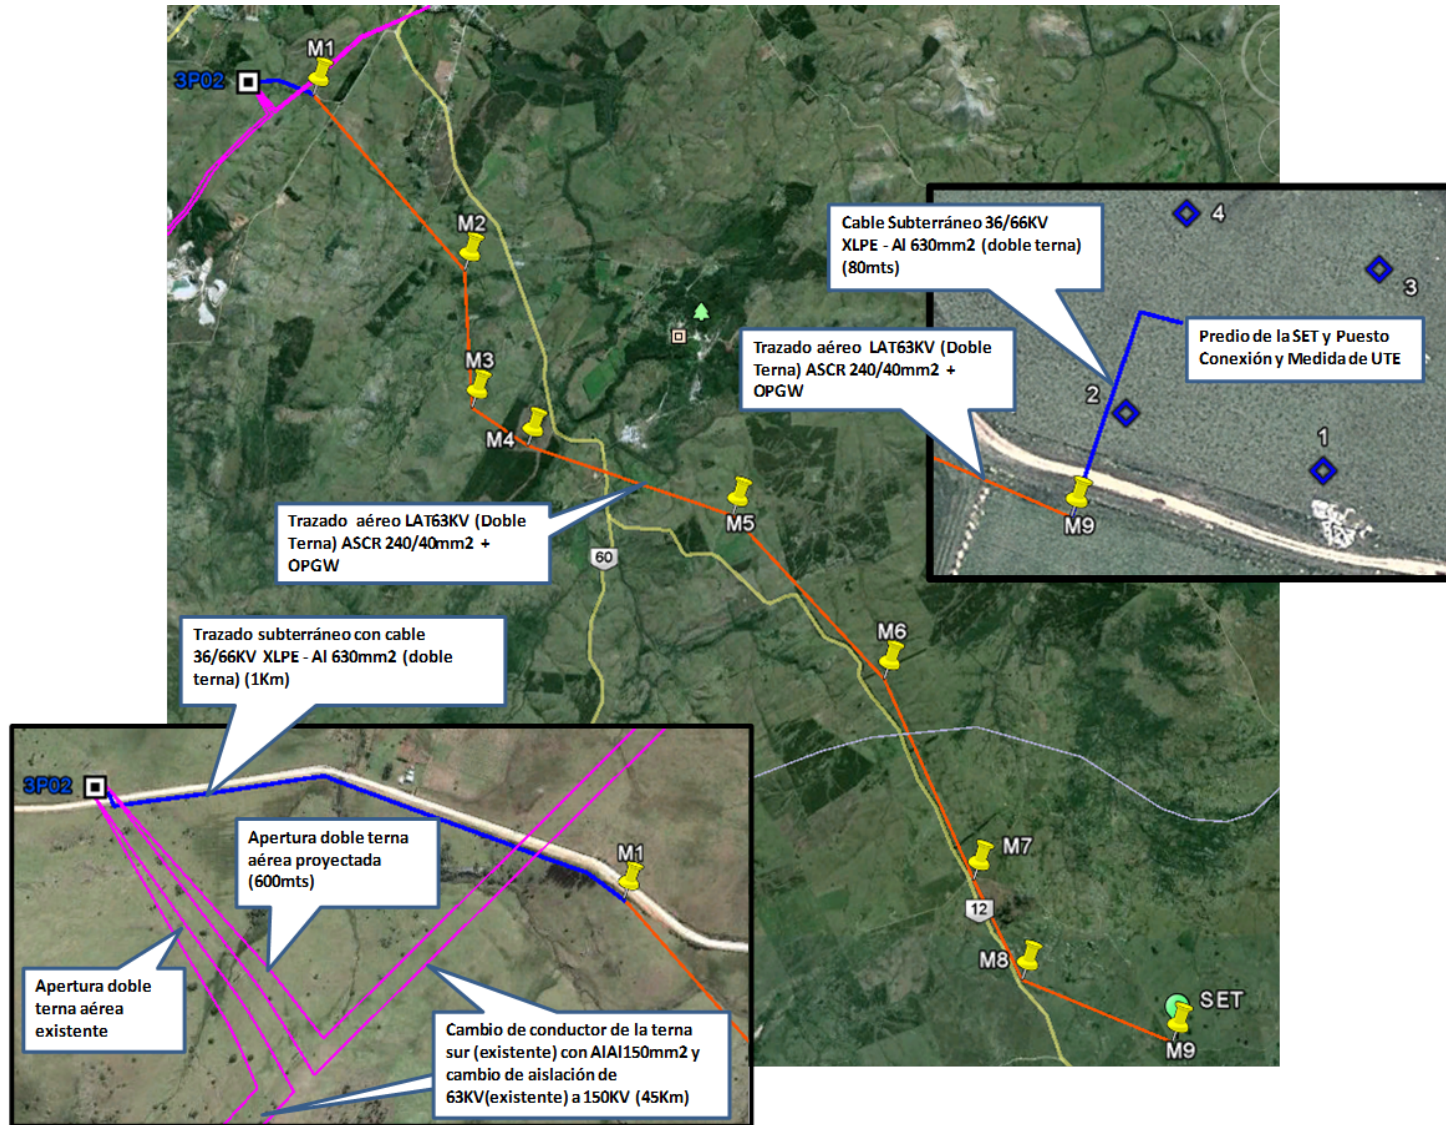 M1
3P02
M2
M3
M4
M5
M6
M7
M8
M9
SET
60
12
Cable Subterráneo 36/66KV
XLPE - Al 630mm2 (doble terna)
(80mts)
4
3
2
1
M9
Predio de la SET y Puesto
Conexión y Medida de UTE
Trazado aéreo LAT63KV (Doble
Terna) ASCR 240/40mm2 +
OPGW
Trazado aéreo LAT63KV (Doble
Terna) ASCR 240/40mm2 +
OPGW
Trazado subterráneo con cable
36/66KV XLPE - Al 630mm2 (doble
terna) (1Km)
3P02
M1
Apertura doble terna
aérea proyectada
(600mts)
Apertura doble
terna aérea
existente
Cambio de conductor de la terna
sur (existente) con AlAl150mm2 y
cambio de aislación de
63KV(existente) a 150KV (45Km)